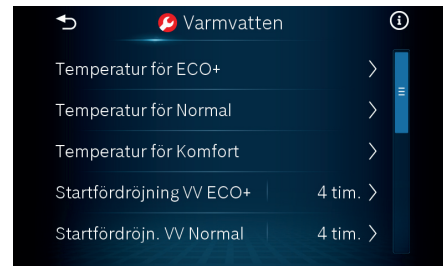 Varmvatten
Temperatur för ECO+
Temperatur för Normal
Temperatur för Komfort
Startfördröjning VV ECO+ 4 tim.
Startfördröjn. VV Normal 4 tim.